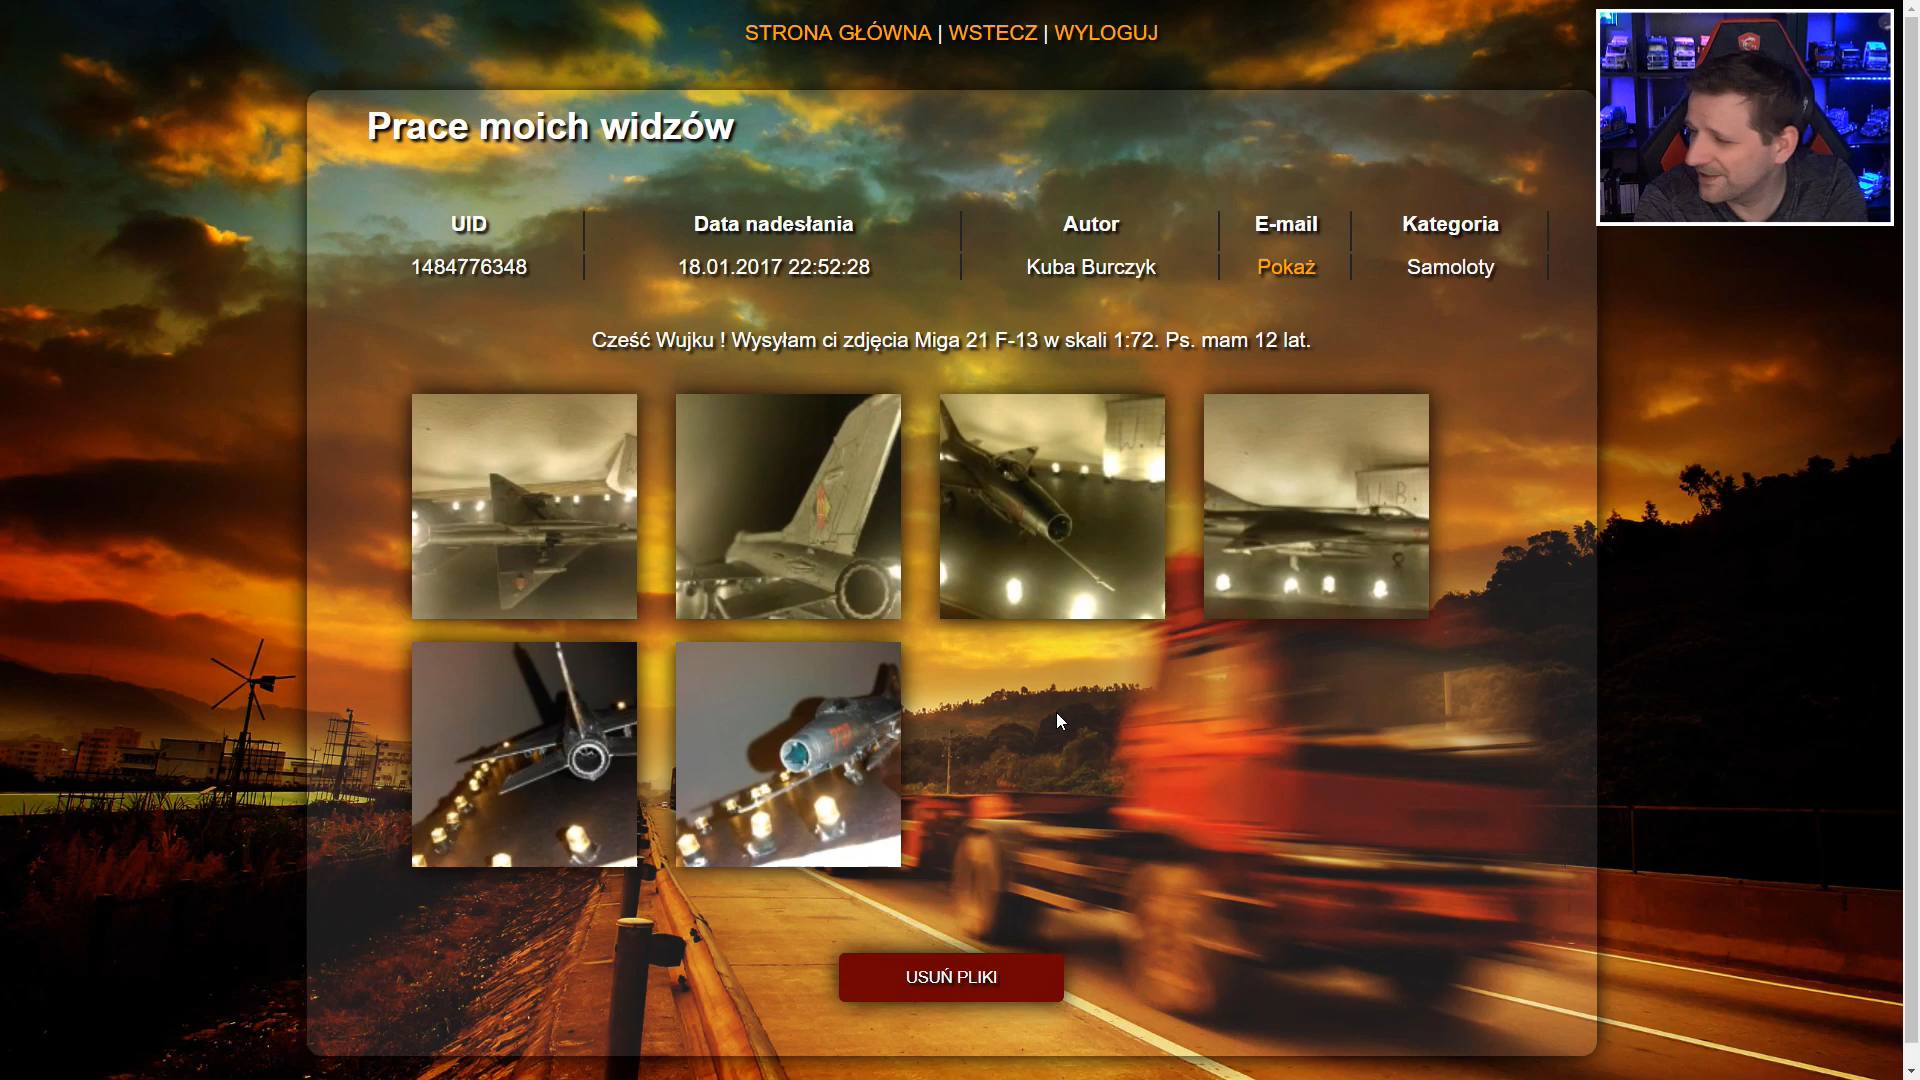 STRONA GŁÓWNA | WSTECZ | WYLOGUJ
Prace moich widzów
UID Data nadesłania Autor E-mail Kategoria
1484776348 18.01.2017 22:52:28 Kuba Burczyk Pokaż Samoloty
Cześć Wujku ! Wysyłam ci zdjęcia Miga 21 F-13 w skali 1:72. Ps. mam 12 lat.
W.B.
USUŃ PLIKI